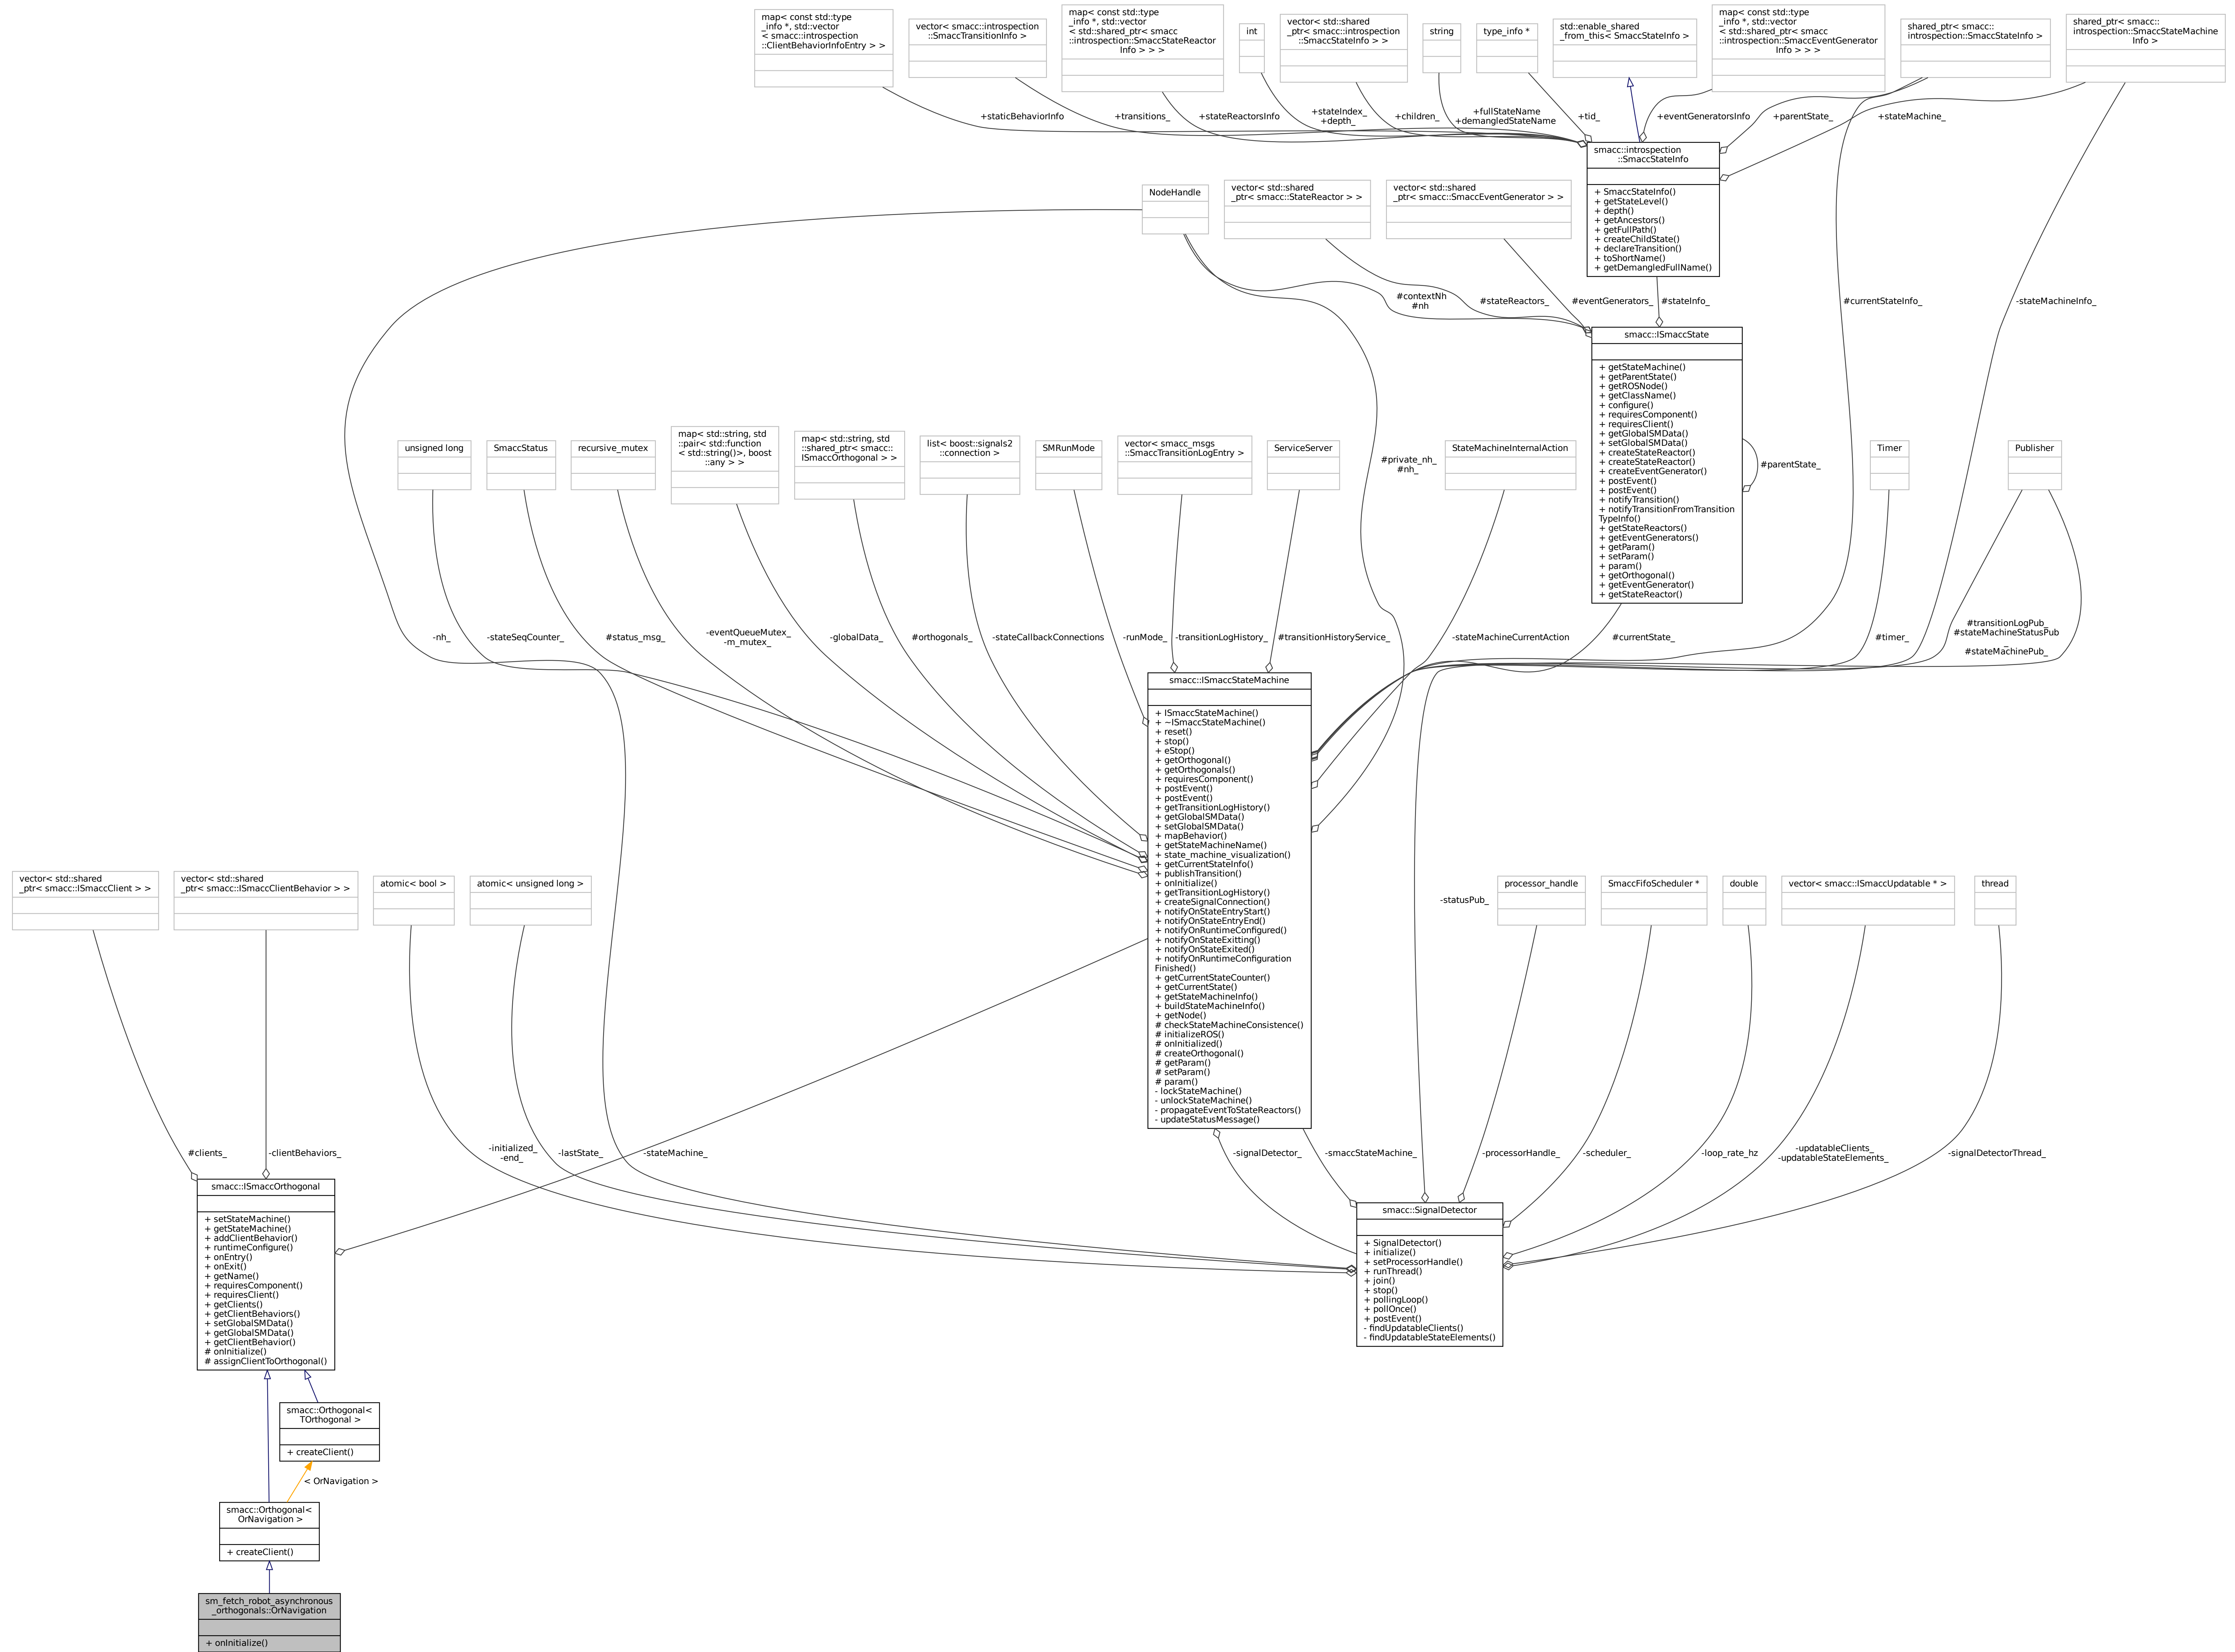 map< const std::type
_info *, std::vector
< smacc::introspection
::ClientBehaviorInfoEntry > >
vector< smacc::introspection
::SmaccTransitionInfo >
map< const std::type
_info *, std::vector
< std::shared_ptr< smacc
::introspection::SmaccStateReactor
Info > > >
int
vector< std::shared
_ptr< smacc::introspection
::SmaccStateInfo > >
string
type_info *
std::enable_shared
_from_this< SmaccStateInfo >
map< const std::type
_info *, std::vector
< std::shared_ptr< smacc
::introspection::SmaccEventGenerator
Info > > >
shared_ptr< smacc::
introspection::SmaccStateInfo >
shared_ptr< smacc::
introspection::SmaccStateMachine
Info >
+staticBehaviorInfo
+transitions_
+stateReactorsInfo
+stateIndex_
+depth_
+children_
+fullStateName
+demangledStateName
+tid_
+eventGeneratorsInfo
+parentState_
+stateMachine_
smacc::introspection
::SmaccStateInfo
+ SmaccStateInfo()
+ getStateLevel()
+ depth()
+ getAncestors()
+ getFullPath()
+ createChildState()
+ declareTransition()
+ toShortName()
+ getDemangledFullName()
NodeHandle
vector< std::shared
_ptr< smacc::StateReactor > >
vector< std::shared
_ptr< smacc::SmaccEventGenerator > >
#contextNh
#nh
#stateReactors_
#eventGenerators_
#stateInfo_
#currentStateInfo_
-stateMachineInfo_
smacc::ISmaccState
+ getStateMachine()
+ getParentState()
+ getROSNode()
+ getClassName()
+ configure()
+ requiresComponent()
+ requiresClient()
+ getGlobalSMData()
+ setGlobalSMData()
+ createStateReactor()
+ createStateReactor()
+ createEventGenerator()
+ postEvent()
+ postEvent()
+ notifyTransition()
+ notifyTransitionFromTransition
TypeInfo()
+ getStateReactors()
+ getEventGenerators()
+ getParam()
+ setParam()
+ param()
+ getOrthogonal()
+ getEventGenerator()
+ getStateReactor()
#parentState_
unsigned long
SmaccStatus
recursive_mutex
map< std::string, std
::pair< std::function
< std::string()>, boost
::any > >
map< std::string, std
::shared_ptr< smacc::
ISmaccOrthogonal > >
list< boost::signals2
::connection >
SMRunMode
vector< smacc_msgs
::SmaccTransitionLogEntry >
ServiceServer
#private_nh_
#nh_
StateMachineInternalAction
Timer
Publisher
-nh_
-stateSeqCounter_
#status_msg_
-eventQueueMutex_
-m_mutex_
-globalData_
#orthogonals_
-stateCallbackConnections
-runMode_
-transitionLogHistory_
#transitionHistoryService_
-stateMachineCurrentAction
#currentState_
#timer_
#transitionLogPub_
#stateMachineStatusPub
_
#stateMachinePub_
smacc::ISmaccStateMachine
+ ISmaccStateMachine()
+ ~ISmaccStateMachine()
+ reset()
+ stop()
+ eStop()
+ getOrthogonal()
+ getOrthogonals()
+ requiresComponent()
+ postEvent()
+ postEvent()
+ getTransitionLogHistory()
+ getGlobalSMData()
+ setGlobalSMData()
+ mapBehavior()
+ getStateMachineName()
+ state_machine_visualization()
+ getCurrentStateInfo()
+ publishTransition()
+ onInitialize()
+ getTransitionLogHistory()
+ createSignalConnection()
+ notifyOnStateEntryStart()
+ notifyOnStateEntryEnd()
+ notifyOnRuntimeConfigured()
+ notifyOnStateExitting()
+ notifyOnStateExited()
+ notifyOnRuntimeConfiguration
Finished()
+ getCurrentStateCounter()
+ getCurrentState()
+ getStateMachineInfo()
+ buildStateMachineInfo()
+ getNode()
# checkStateMachineConsistence()
# initializeROS()
# onInitialized()
# createOrthogonal()
# getParam()
# setParam()
# param()
- lockStateMachine()
- unlockStateMachine()
- propagateEventToStateReactors()
- updateStatusMessage()
vector< std::shared
_ptr< smacc::ISmaccClient > >
vector< std::shared
_ptr< smacc::ISmaccClientBehavior > >
atomic< bool >
atomic< unsigned long >
-statusPub_
processor_handle
SmaccFifoScheduler *
double
vector< smacc::ISmaccUpdatable * >
thread
#clients_
-clientBehaviors_
-initialized_
-end_
-lastState_
-stateMachine_
-signalDetector_
-smaccStateMachine_
-processorHandle_
-scheduler_
-loop_rate_hz
-updatableClients_
-updatableStateElements_
-signalDetectorThread_
smacc::ISmaccOrthogonal
+ setStateMachine()
+ getStateMachine()
+ addClientBehavior()
+ runtimeConfigure()
+ onEntry()
+ onExit()
+ getName()
+ requiresComponent()
+ requiresClient()
+ getClients()
+ getClientBehaviors()
+ setGlobalSMData()
+ getGlobalSMData()
+ getClientBehavior()
# onInitialize()
# assignClientToOrthogonal()
smacc::SignalDetector
+ SignalDetector()
+ initialize()
+ setProcessorHandle()
+ runThread()
+ join()
+ stop()
+ pollingLoop()
+ pollOnce()
+ postEvent()
- findUpdatableClients()
- findUpdatableStateElements()
smacc::Orthogonal<
TOrthogonal >
+ createClient()
< OrNavigation >
smacc::Orthogonal<
OrNavigation >
+ createClient()
sm_fetch_robot_asynchronous
_orthogonals::OrNavigation
+ onInitialize()